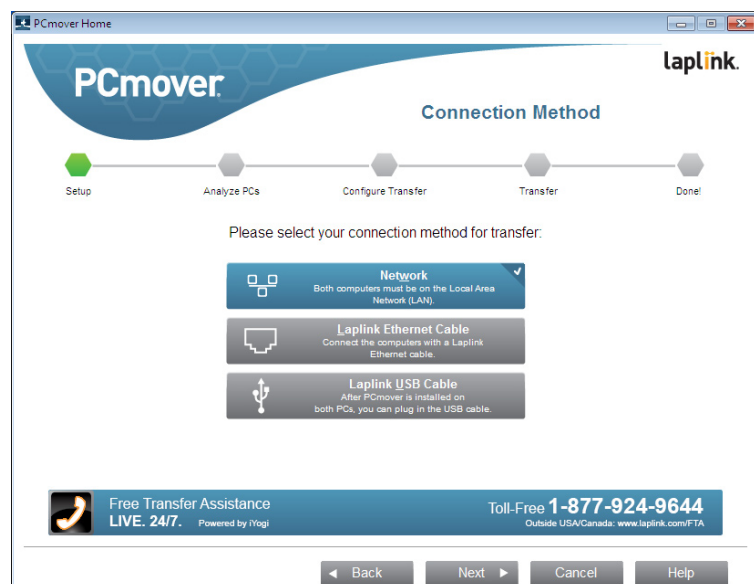 PCmover Home
PCmover
laplink.
Connection Method
Setup
Analyze PCs
Configure Transfer
Transfer
Done!
Please select your connection method for transfer:
Network
Both computers must be on the Local Area
Network (LAN).
Laplink Ethernet Cable
Connect the computers with a Laplink
Ethernet cable.
Laplink USB Cable
After PCmover is installed on
both PCs, you can plug in the USB cable.
Free Transfer Assistance
LIVE. 24/7. Powered by iYogi
Toll-Free 1-877-924-9644
Outside USA/Canada: www.laplink.com/FTA
Back
Next
Cancel
Help